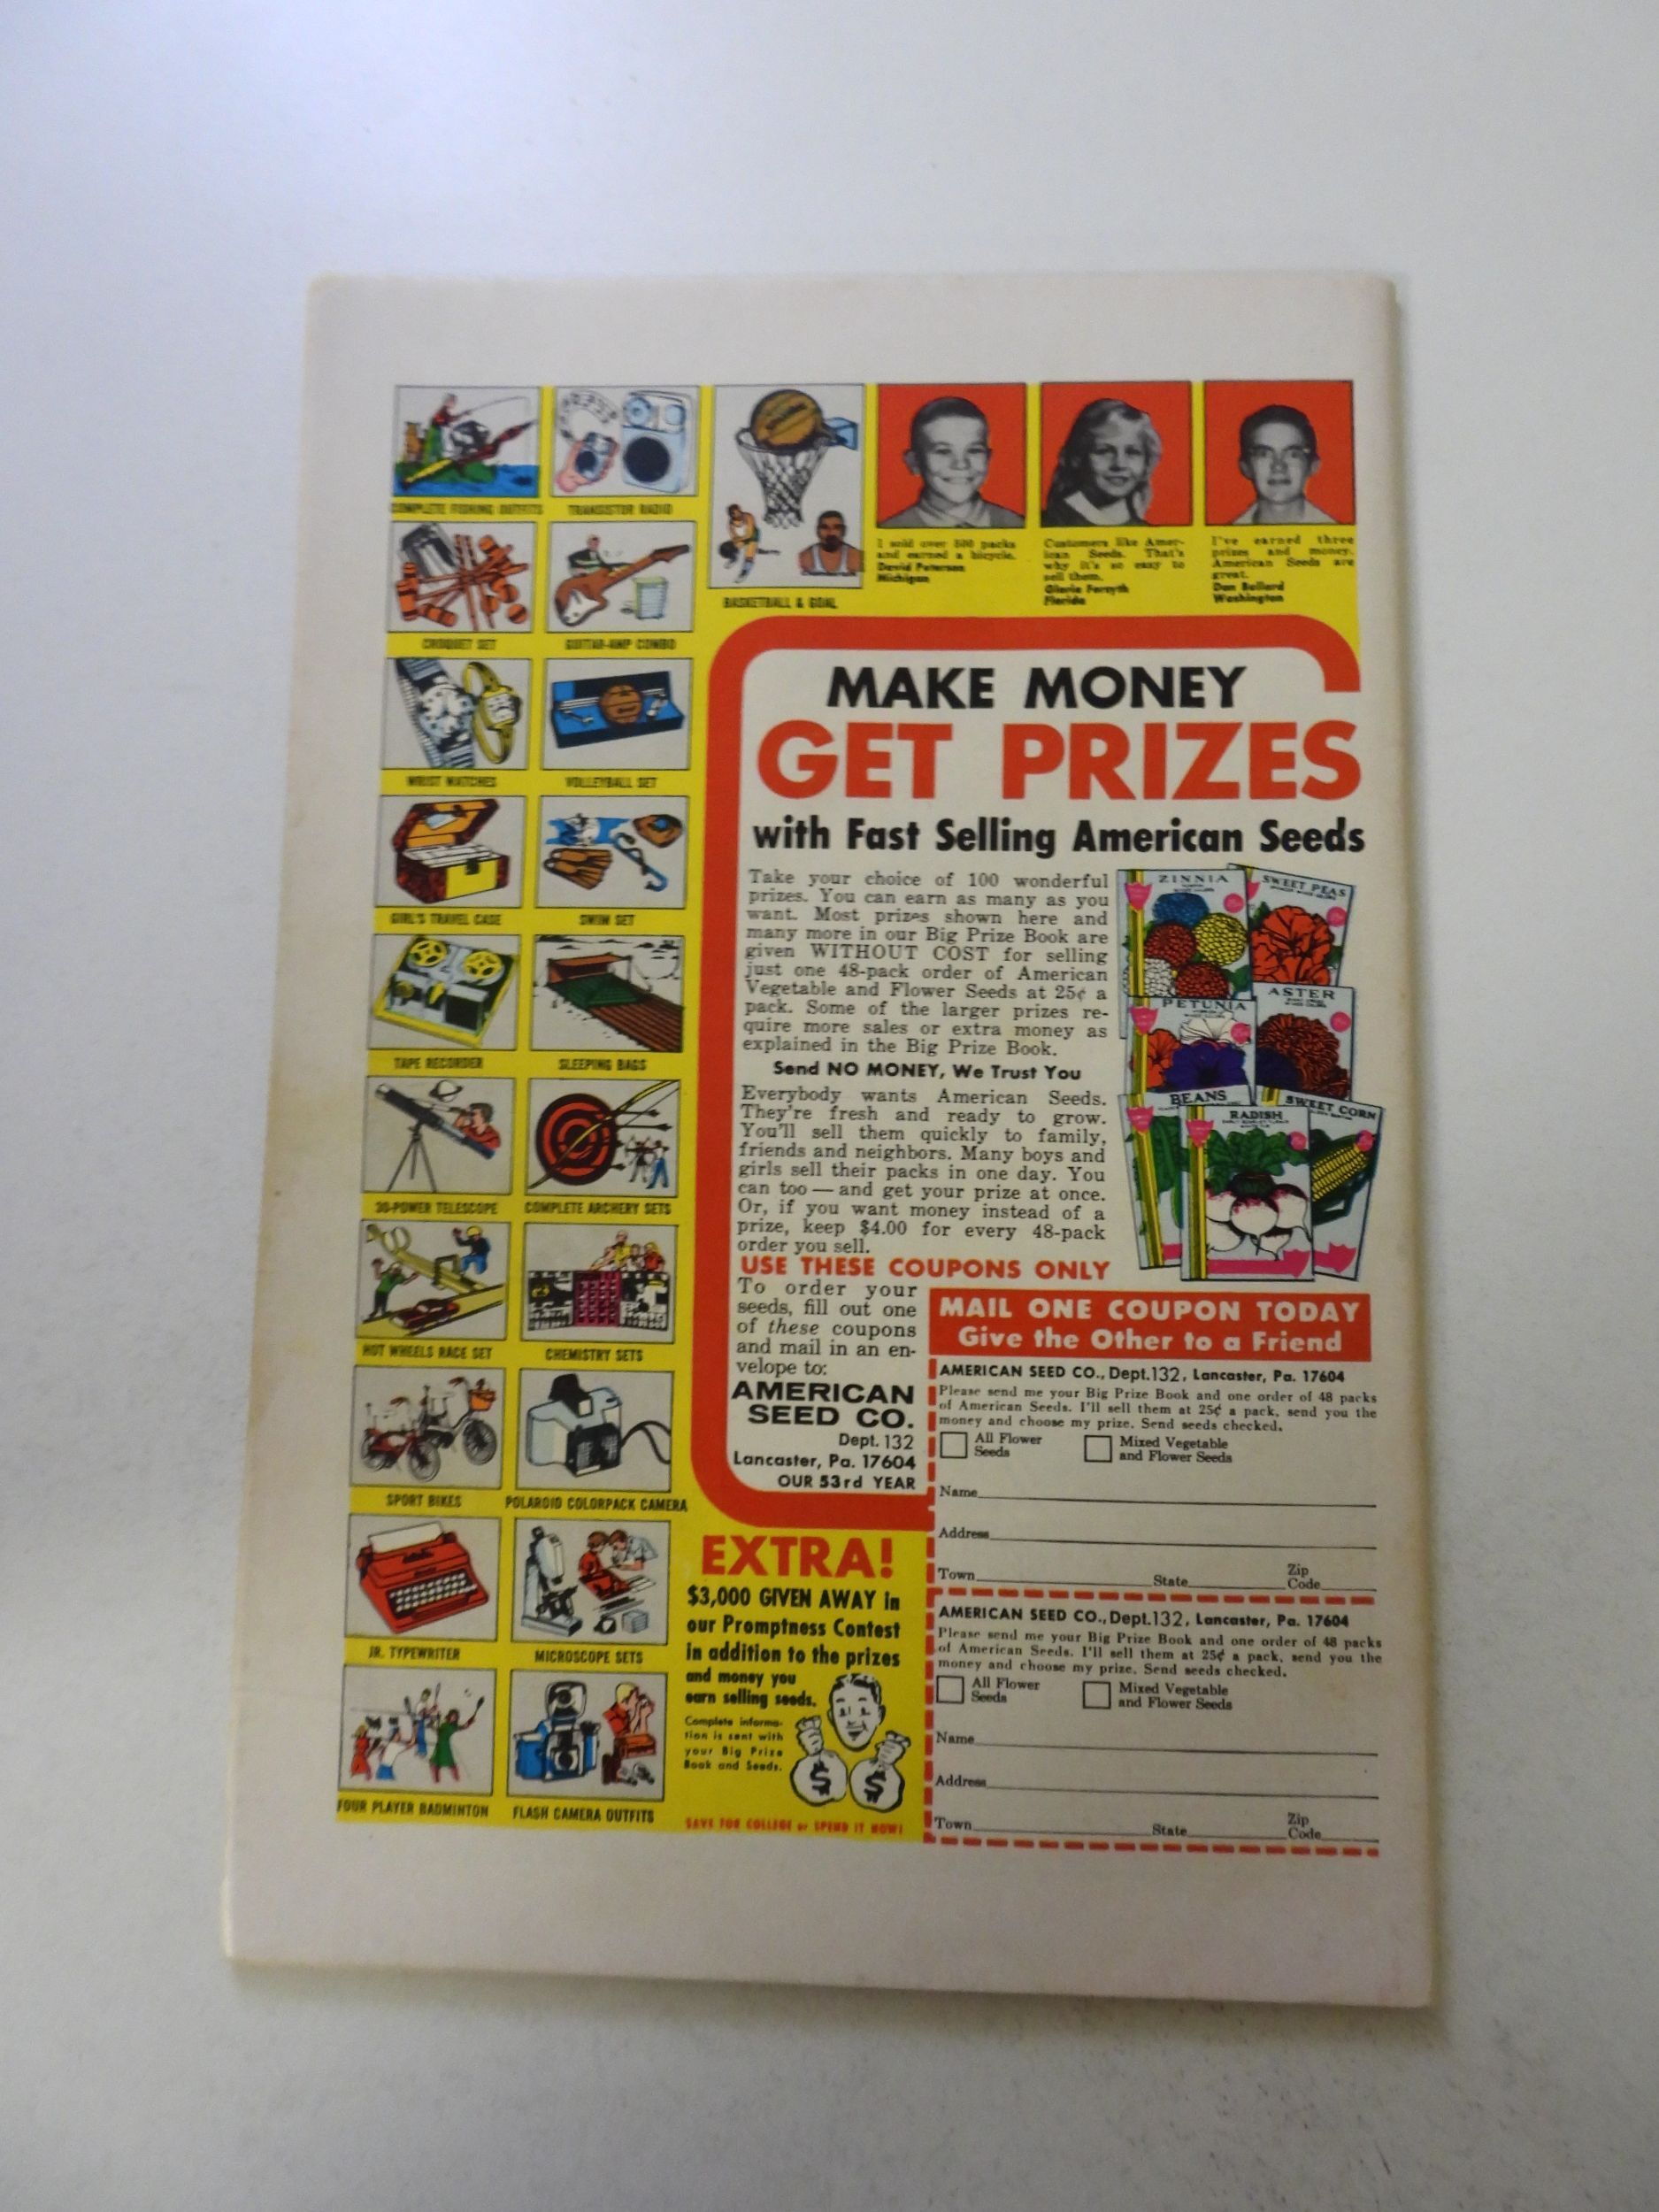 COMPLETE FISHING OUTFITS
TRANSISTOR RADIO
CROQUET SET
GUITAR-AMP COMBO
BASKETBALL & GOAL
WRIST WATCHES
VOLLEYBALL SET
GIRL'S TRAVEL CASE
SWIM SET
TAPE RECORDER
SLEEPING BAGS
30-POWER TELESCOPE
COMPLETE ARCHERY SETS
HOT WHEELS RACE SET
CHEMISTRY SETS
SPORT BIKES
POLAROID COLORPACK CAMERA
JR. TYPEWRITER
MICROSCOPE SETS
FOUR PLAYER BADMINTON
FLASH CAMERA OUTFITS
I sold over 500 packs
and earned a bicycle.
David Peterson
Michigan
Customers like Amer-
ican Seeds. That's
why it's so easy to
sell them.
Gloria Forsyth
Florida
I've earned three
prizes and money.
American Seeds are
great.
Dan Ballard
Washington
MAKE MONEY
GET PRIZES
with Fast Selling American Seeds
Take your choice of 100 wonderful
prizes. You can earn as many as you
want. Most prizes shown here and
many more in our Big Prize Book are
given WITHOUT COST for selling
just one 48-pack order of American
Vegetable and Flower Seeds at 25¢ a
pack. Some of the larger prizes re-
quire more sales or extra money as
explained in the Big Prize Book.
Send NO MONEY, We Trust You
Everybody wants American Seeds.
They're fresh and ready to grow.
You'll sell them quickly to family,
friends and neighbors. Many boys and
girls sell their packs in one day. You
can too — and get your prize at once.
Or, if you want money instead of a
prize, keep $4.00 for every 48-pack
order you sell.
ZINNIA
SWEET PEAS
PETUNIA
ASTER
BEANS
RADISH
SWEET CORN
USE THESE COUPONS ONLY
To order your
seeds, fill out one
of these coupons
and mail in an en-
velope to:
AMERICAN
SEED CO.
Dept. 132
Lancaster, Pa. 17604
OUR 53rd YEAR
EXTRA!
$3,000 GIVEN AWAY in
our Promptness Contest
in addition to the prizes
and money you
earn selling seeds.
Complete informa-
tion is sent with
your Big Prize
Book and Seeds.
$ $
SAVE FOR COLLEGE or SPEND IT NOW!
MAIL ONE COUPON TODAY
Give the Other to a Friend
AMERICAN SEED CO., Dept.132, Lancaster, Pa. 17604
Please send me your Big Prize Book and one order of 48 packs
of American Seeds. I'll sell them at 25¢ a pack, send you the
money and choose my prize. Send seeds checked.
All Flower
Seeds
Mixed Vegetable
and Flower Seeds
Name
Address
Town State Zip
Code
AMERICAN SEED CO., Dept.132, Lancaster, Pa. 17604
Please send me your Big Prize Book and one order of 48 packs
of American Seeds. I'll sell them at 25¢ a pack, send you the
money and choose my prize. Send seeds checked.
All Flower
Seeds
Mixed Vegetable
and Flower Seeds
Name
Address
Town State Zip
Code